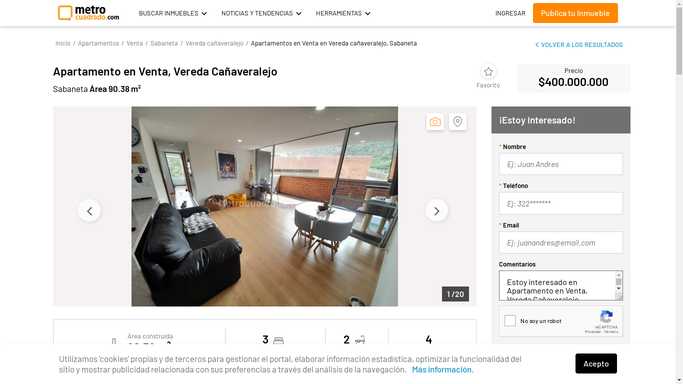 metro
cuadrado.com
BUSCAR INMUEBLES
NOTICIAS Y TENDENCIAS
HERRAMIENTAS
INGRESAR
Publica tu inmueble
Inicio / Apartamentos / Venta / Sabaneta / Vereda cañaveralejo / Apartamentos en Venta en Vereda cañaveralejo, Sabaneta
VOLVER A LOS RESULTADOS
Apartamento en Venta, Vereda Cañaveralejo
Sabaneta Área 90.38 m²
Favorito
Precio
$400.000.000
1 / 20
¡Estoy Interesado!
* Nombre
Ej: Juan Andres
* Teléfono
Ej: 322*******
* Email
Ej: juanandres@email.com
Comentarios
Estoy interesado en
Apartamento en Venta,
Vereda Cañaveralejo
No soy un robot
reCAPTCHA
Privacidad - Términos
Área construida
3
2
4
Utilizamos 'cookies' propias y de terceros para gestionar el portal, elaborar información estadística, optimizar la funcionalidad del
sitio y mostrar publicidad relacionada con sus preferencias a través del análisis de la navegación. Más información.
Acepto